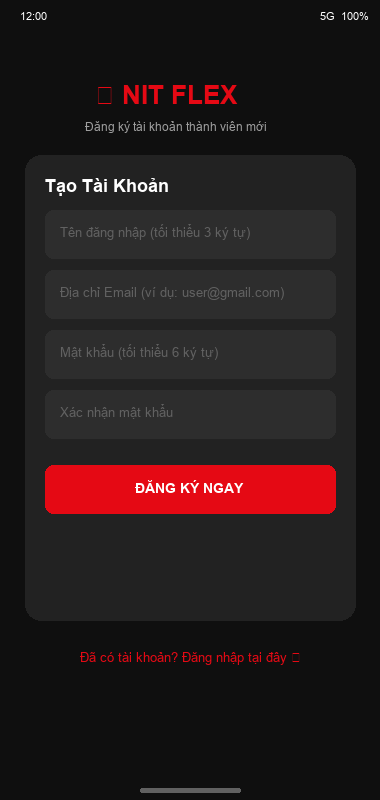 12:00
5G 100%
NIT FLEX
Đăng ký tài khoản thành viên mới
Tạo Tài Khoản
Tên đăng nhập (tối thiểu 3 ký tự)
Địa chỉ Email (ví dụ: user@gmail.com)
Mật khẩu (tối thiểu 6 ký tự)
Xác nhận mật khẩu
ĐĂNG KÝ NGAY
Đã có tài khoản? Đăng nhập tại đây